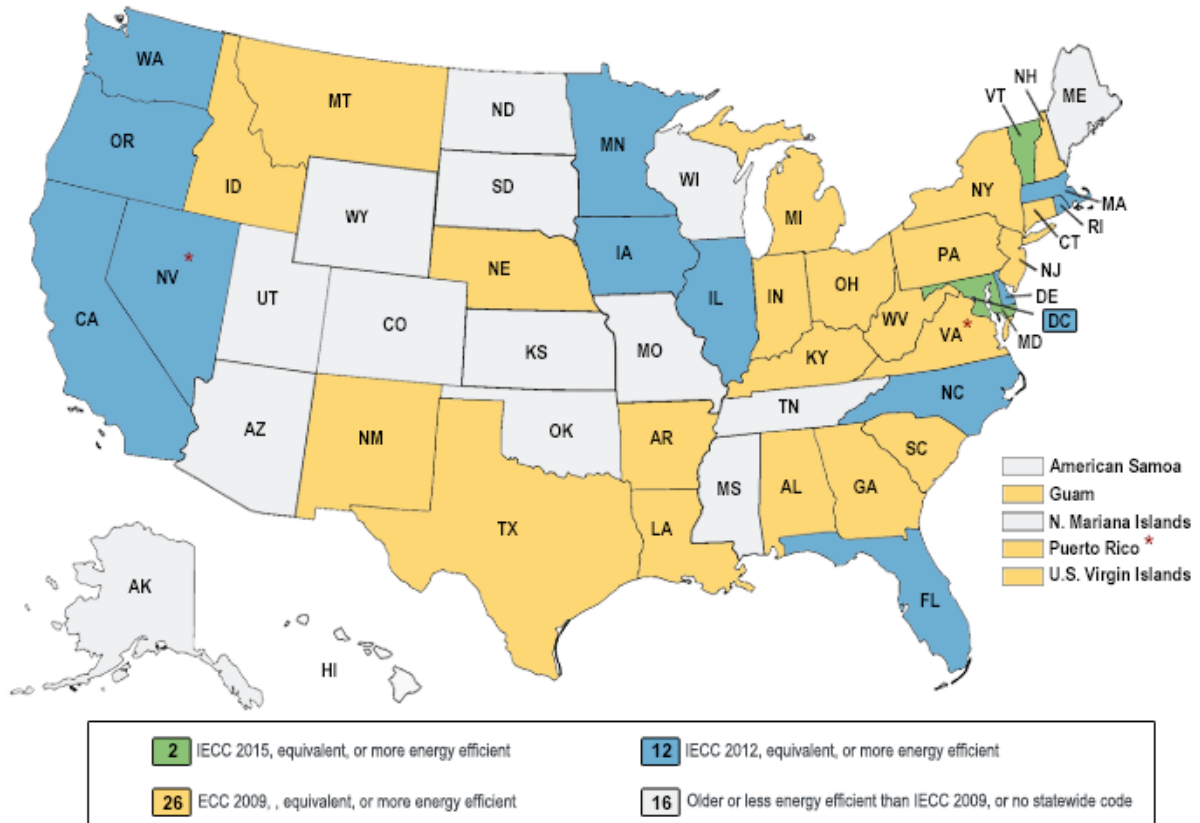 NH
WA
VT
ME
MT
ND
OR
MN
ID
SD
WI
NY
MA
WY
MI
RI
CT
IA
PA
NE
NV *
NJ
OH
IN
IL
UT
DE
CA
CO
WV
DC
VA *
MD
KS
MO
KY
NC
TN
AZ
OK
NM
AR
SC
American Samoa
MS
AL
GA
Guam
TX
LA
N. Mariana Islands
Puerto Rico *
U.S. Virgin Islands
AK
FL
HI
2 IECC 2015, equivalent, or more energy efficient
12 IECC 2012, equivalent, or more energy efficient
26 ECC 2009, , equivalent, or more energy efficient
16 Older or less energy efficient than IECC 2009, or no statewide code